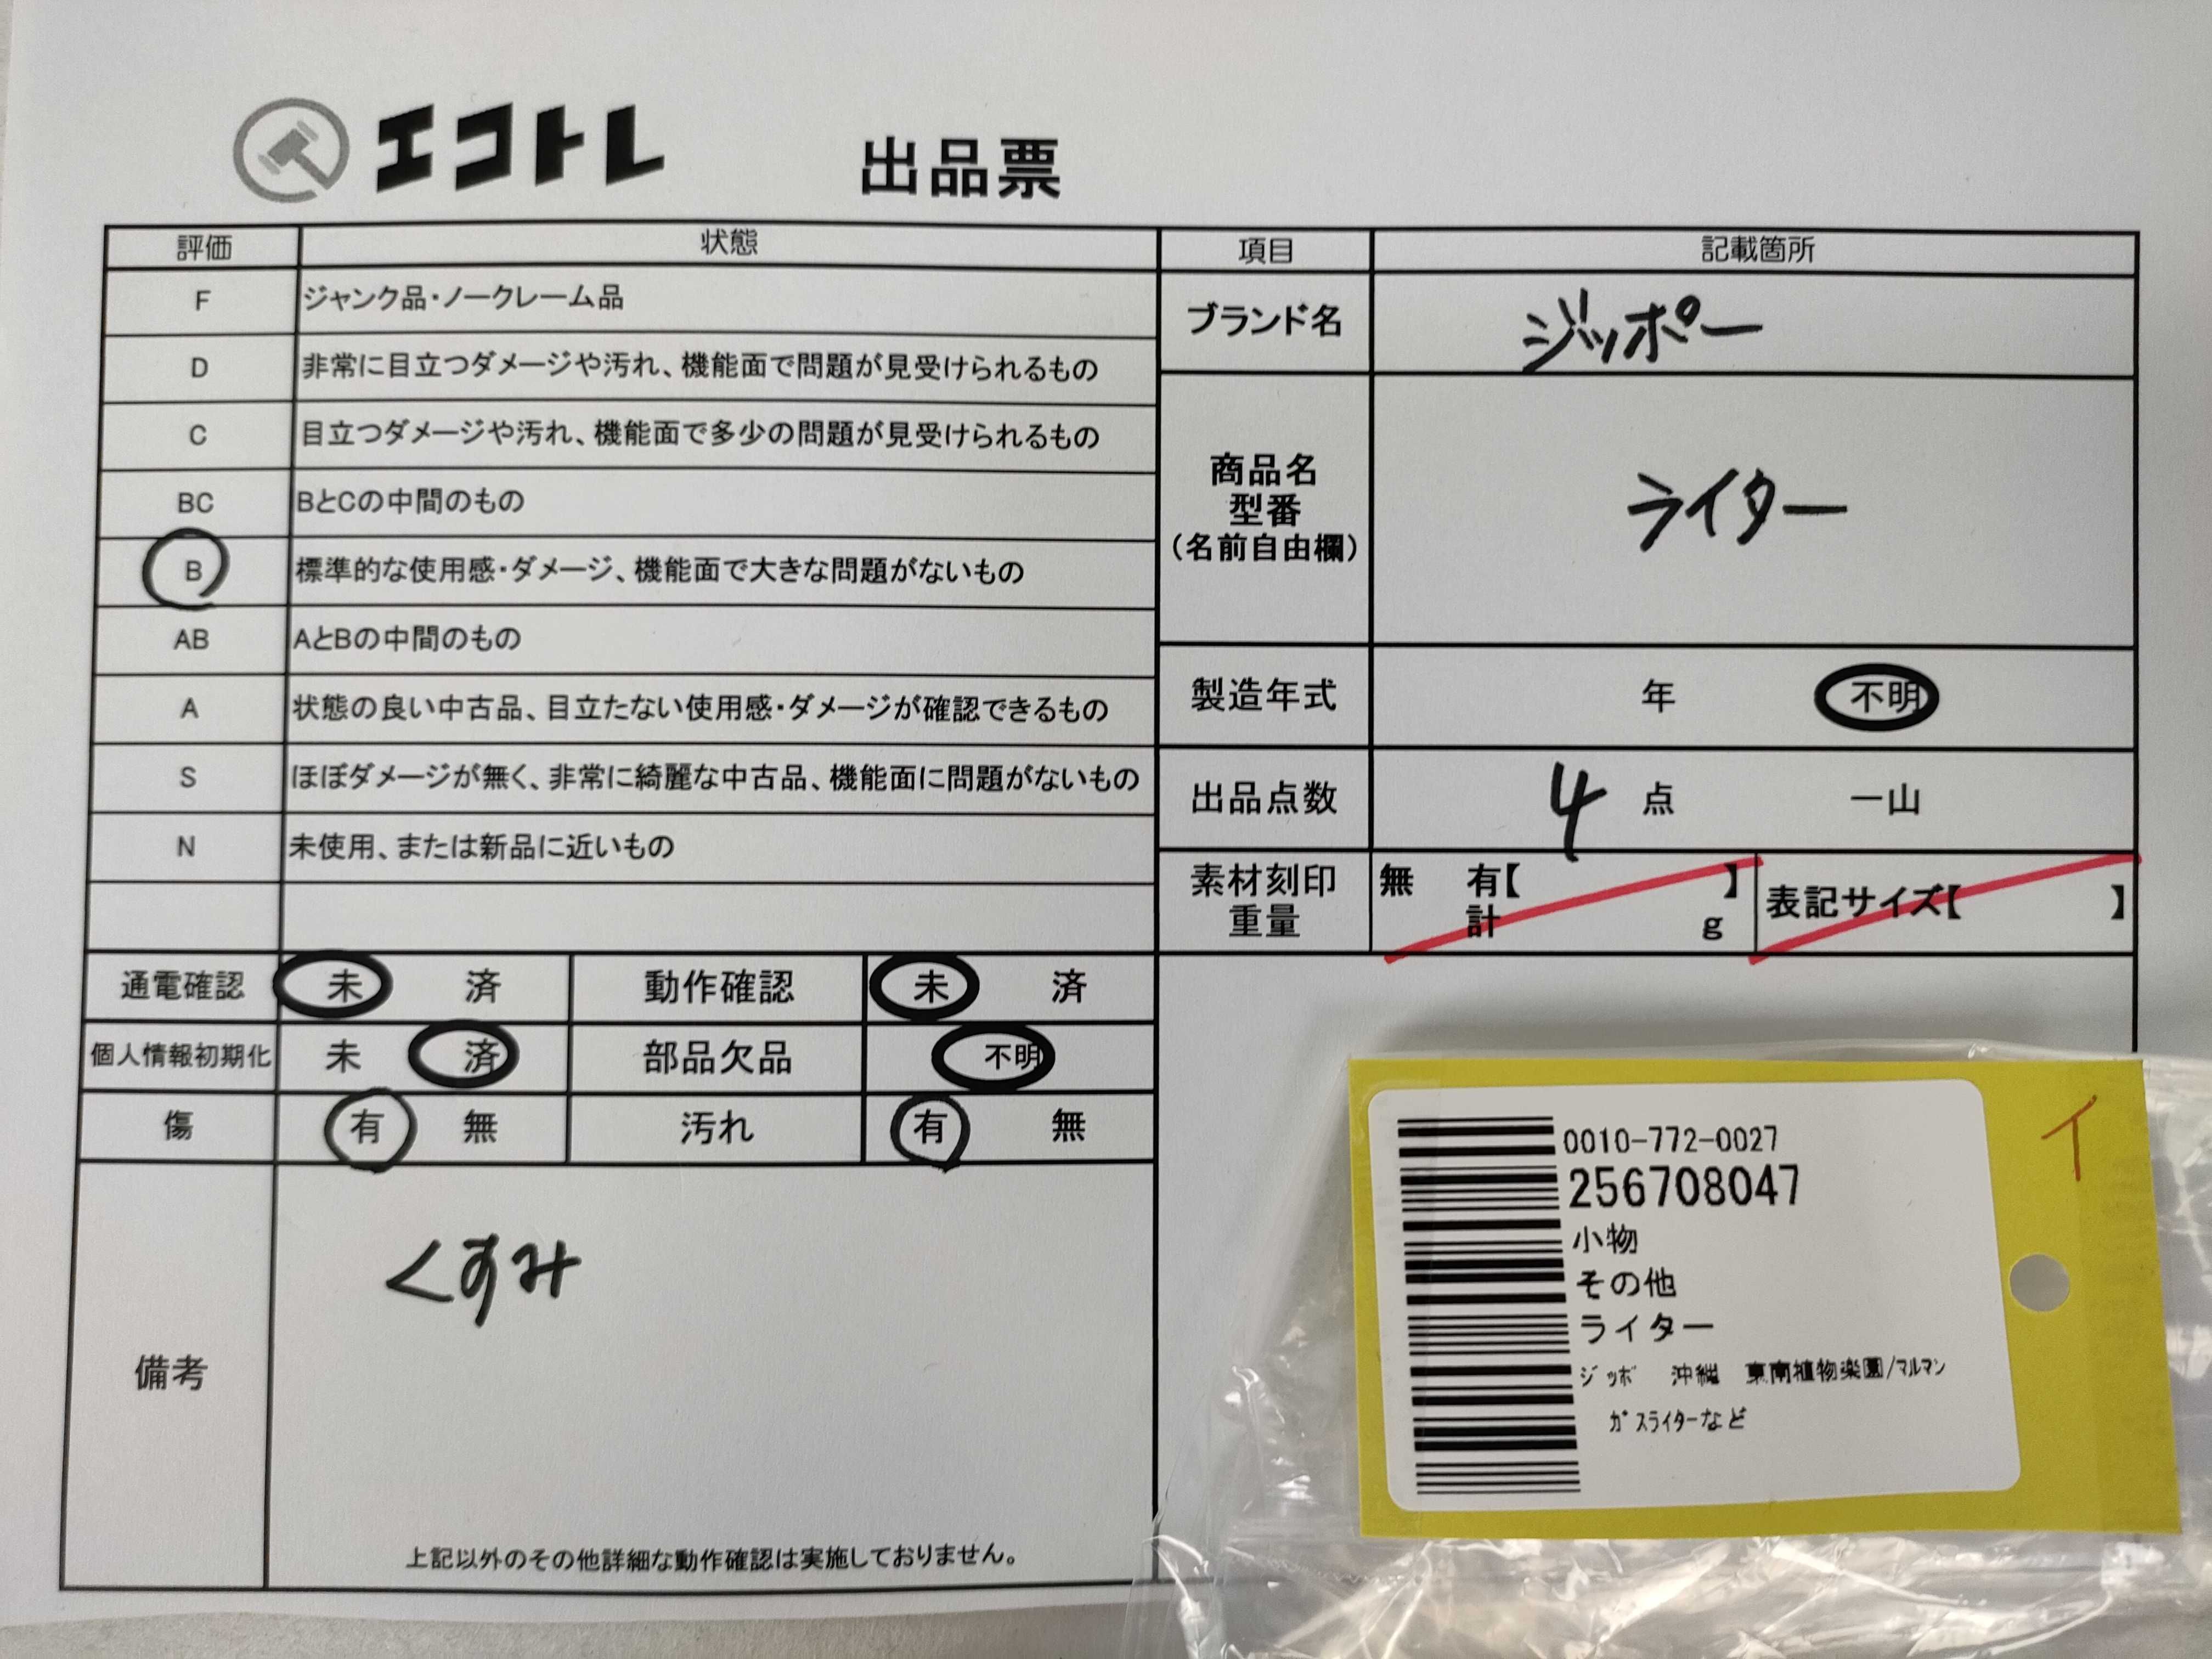 エコトレ 出品票
評価 状態
F ジャンク品・ノークレーム品
D 非常に目立つダメージや汚れ、機能面で問題が見受けられるもの
C 目立つダメージや汚れ、機能面で多少の問題が見受けられるもの
BC BとCの中間のもの
B 標準的な使用感・ダメージ、機能面で大きな問題がないもの
AB AとBの中間のもの
A 状態の良い中古品、目立たない使用感・ダメージが確認できるもの
S ほぼダメージが無く、非常に綺麗な中古品、機能面に問題がないもの
N 未使用、または新品に近いもの
通電確認 未 済 動作確認 未 済
個人情報初期化 未 済 部品欠品 不明
傷 有 無 汚れ 有 無
備考
くすみ
上記以外のその他詳細な動作確認は実施しておりません。
項目 記載箇所
ブランド名 ジッポー
商品名
型番
(名前自由欄)
ライター
製造年式 年 不明
出品点数 4 点 一山
素材刻印
重量
無 有【 】
計 g
表記サイズ【 】
イ
0010-772-0027
256708047
小物
その他
ライター
ジッポ 沖縄 東南植物楽園/マルマン
ガスライターなど